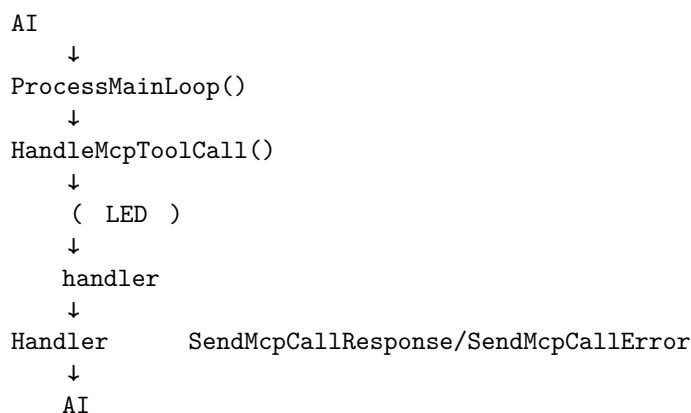 AI
↓
ProcessMainLoop()
↓
HandleMcpToolCall()
↓
( LED )
↓
handler
↓
Handler SendMcpCallResponse/SendMcpCallError
↓
AI